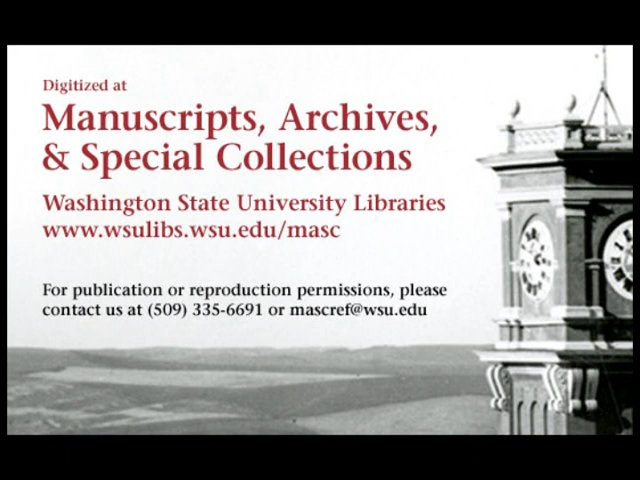 Digitized at
Manuscripts, Archives,
& Special Collections
Washington State University Libraries
www.wsulibs.wsu.edu/masc
For publication or reproduction permissions, please
contact us at (509) 335-6691 or mascref@wsu.edu